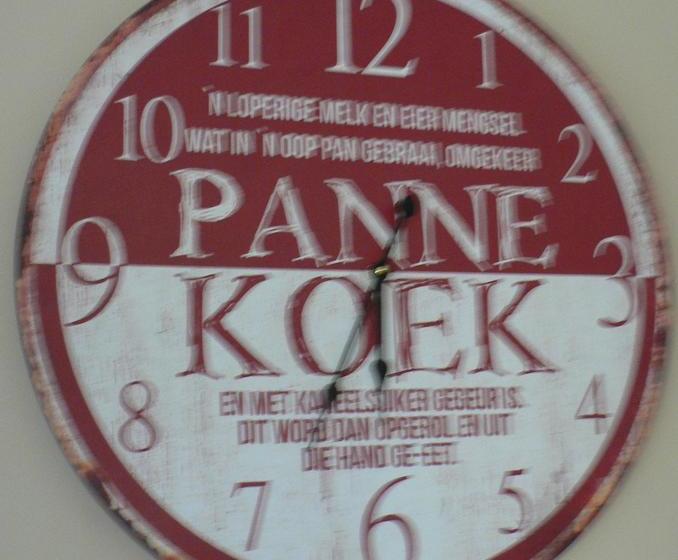 12
11
1
'N LOPERIGE MELK EN EIER MENGSEL
10
WAT IN 'N OOP PAN GEBRAAI, OMGEKEER
2
PANNE
9
3
KOEK
8
EN MET KANEELSUIKER GEGEUR IS.
4
DIT WORD DAN OPGEROL EN UIT
DIE HAND GE-EET.
7
6
5